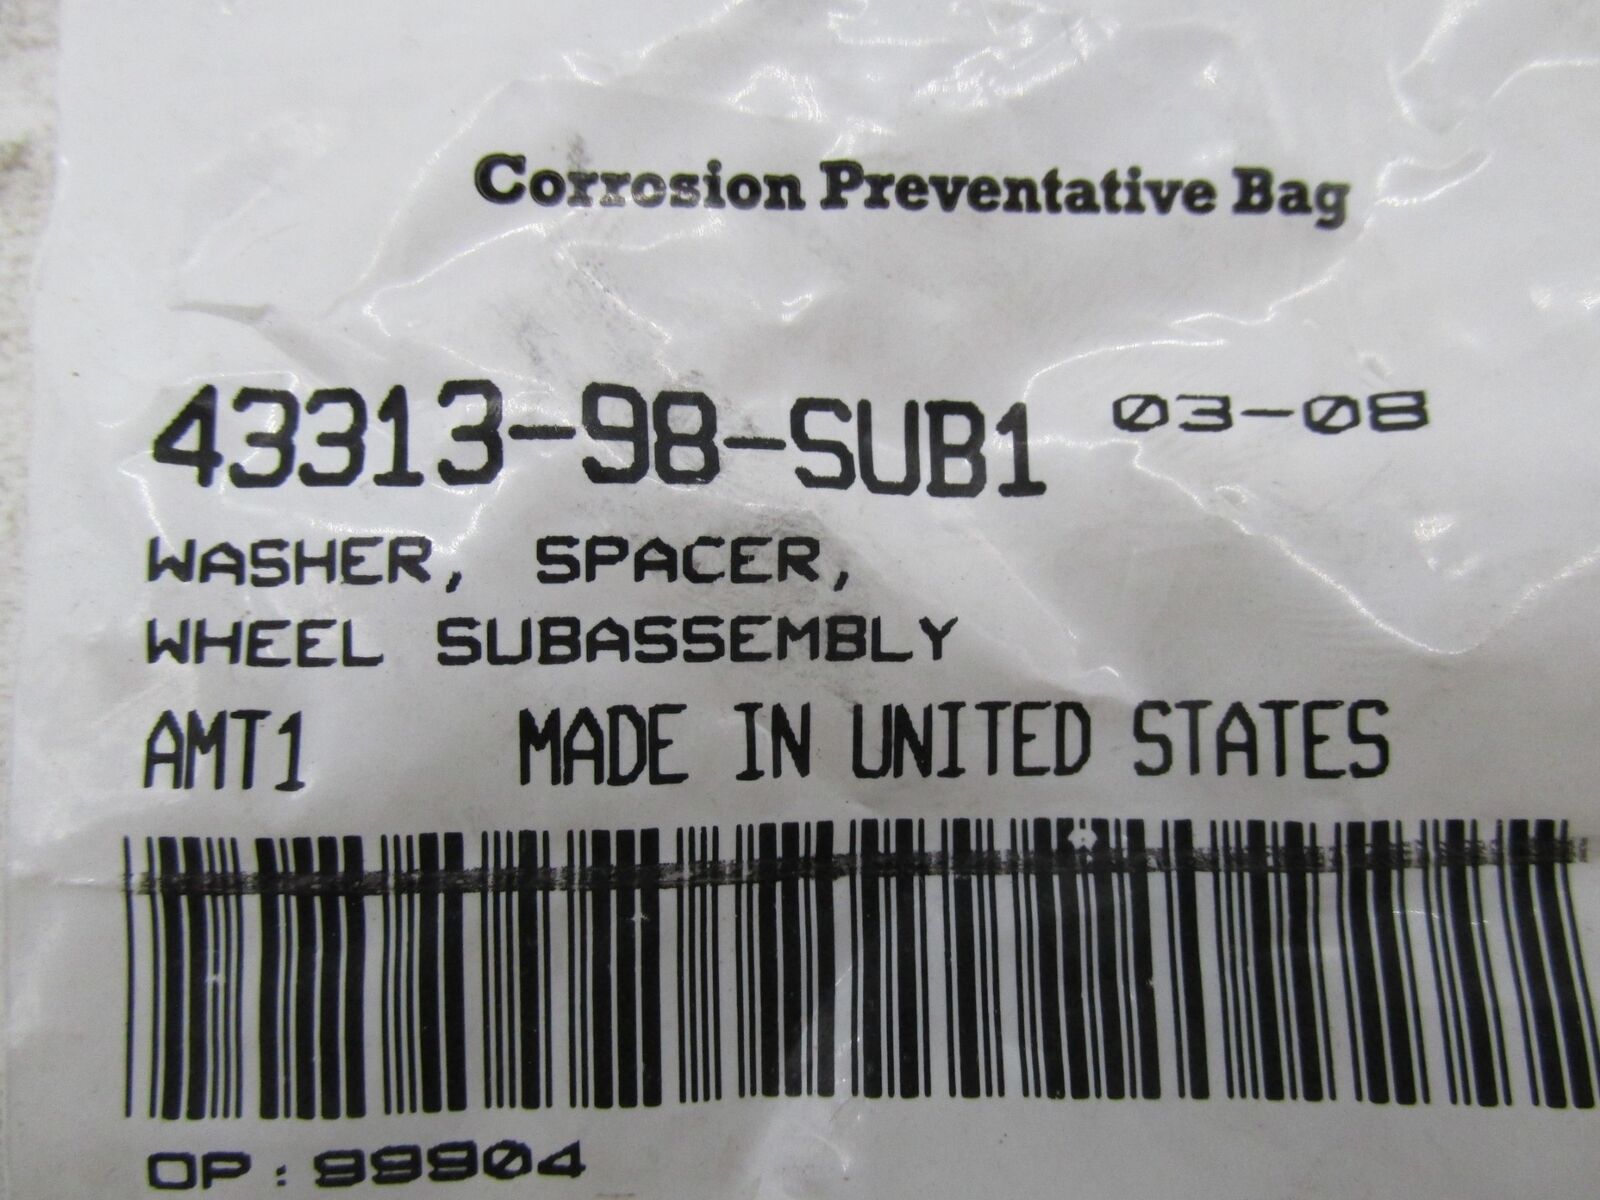 Corrosion Preventative Bag
43313-98-SUB1 03-08
WASHER, SPACER,
WHEEL SUBASSEMBLY
AMT1 MADE IN UNITED STATES
OP: 99904